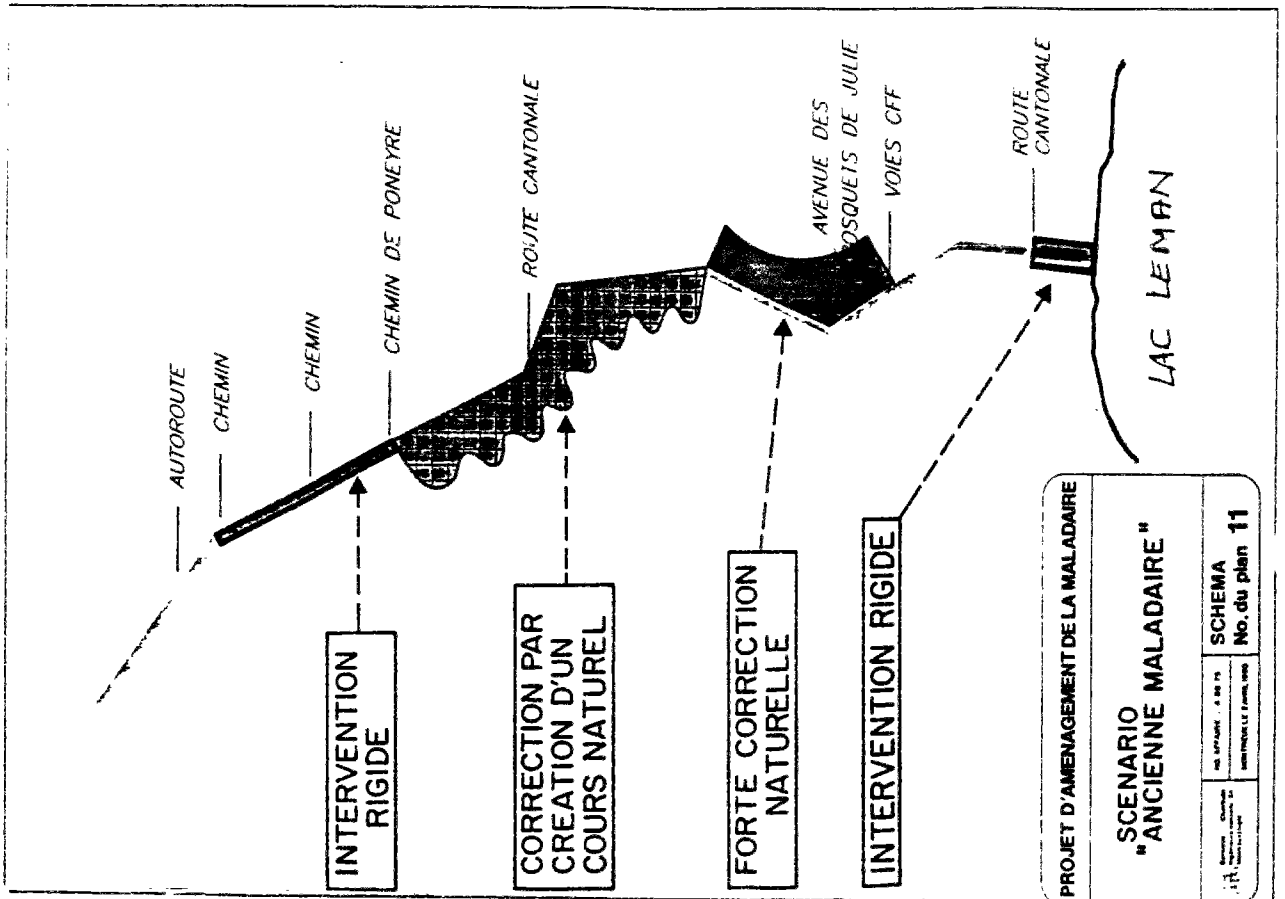 AUTOROUTE
CHEMIN
CHEMIN
CHEMIN DE PONEYRE
ROUTE CANTONALE
AVENUE DES
OSQUETS DE JULIE
VOIES CFF
ROUTE
CANTONALE
LAC LEMAN
INTERVENTION
RIGIDE
CORRECTION PAR
CREATION D'UN
COURS NATUREL
FORTE CORRECTION
NATURELLE
INTERVENTION RIGIDE
PROJET D'AMENAGEMENT DE LA MALADAIRE
SCENARIO
"ANCIENNE MALADAIRE"
SCHEMA
No. du plan 11